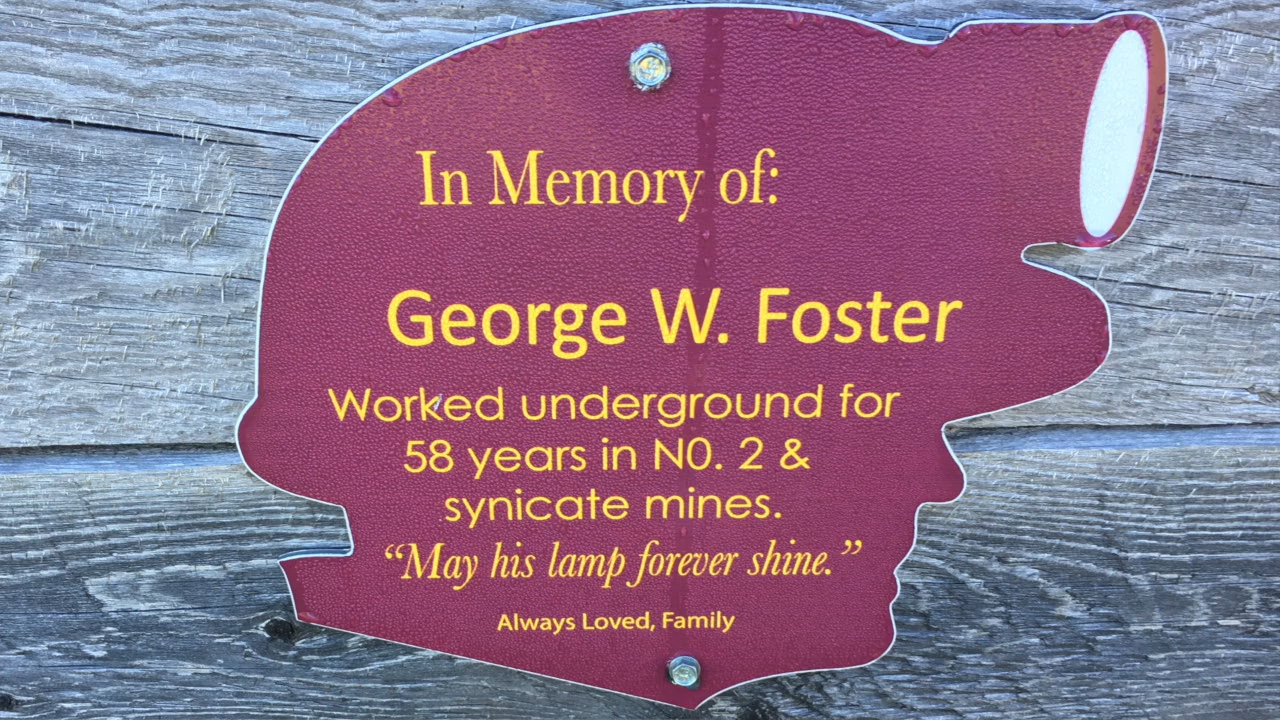 In Memory of:
George W. Foster
Worked underground for
58 years in N0. 2 &
synicate mines.
“May his lamp forever shine.”
Always Loved, Family